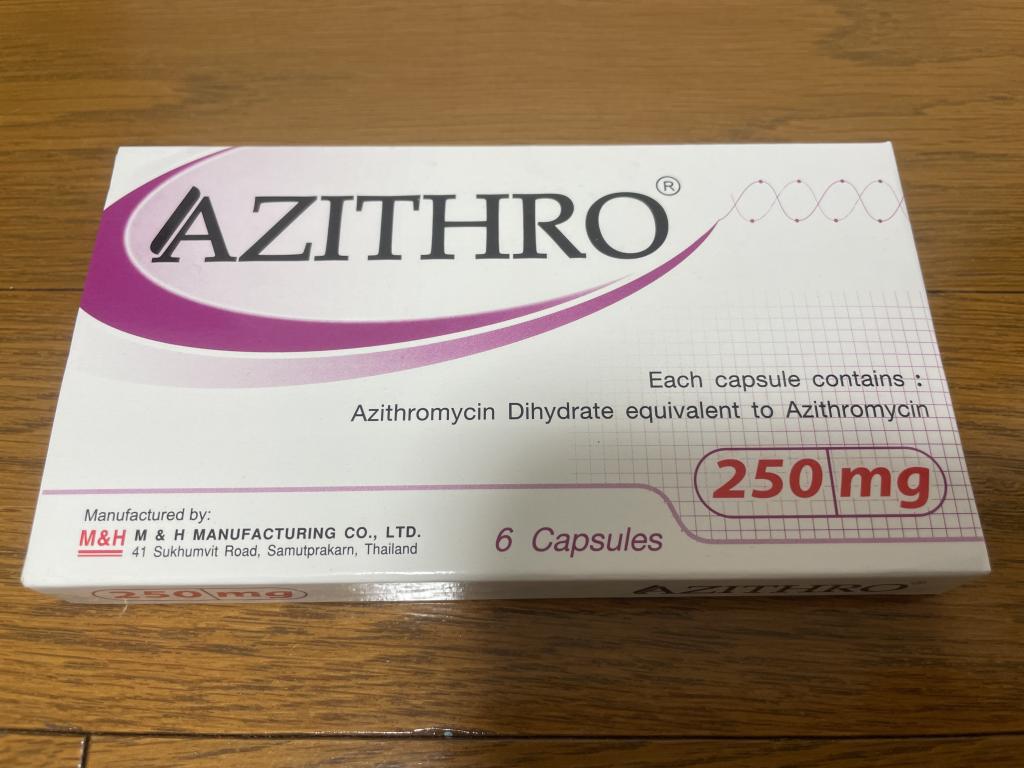 AZITHRO®
Each capsule contains :
Azithromycin Dihydrate equivalent to Azithromycin
250 mg
Manufactured by:
M&H M & H MANUFACTURING CO., LTD.
41 Sukhumvit Road, Samutprakarn, Thailand
6 Capsules
250 mg
AZITHRO®